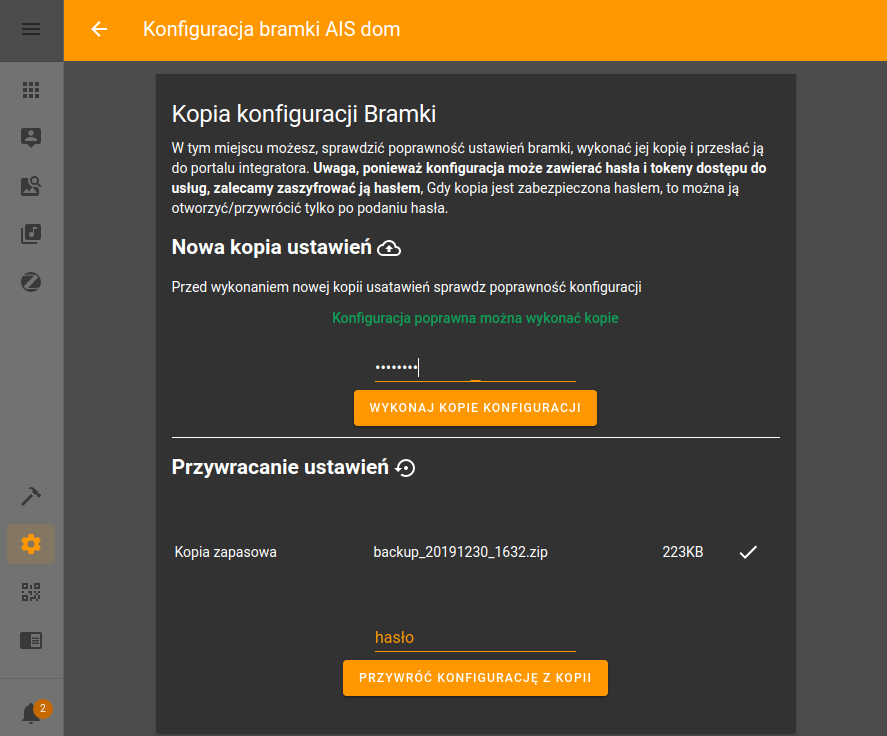 Konfiguracja bramki AIS dom
Kopia konfiguracji Bramki
W tym miejscu możesz, sprawdzić poprawność ustawień bramki, wykonać jej kopię i przesłać ją
do portalu integratora. Uwaga, ponieważ konfiguracja może zawierać hasła i tokeny dostępu do
usług, zalecamy zaszyfrować ją hasłem, Gdy kopia jest zabezpieczona hasłem, to można ją
otworzyć/przywrócić tylko po podaniu hasła.
Nowa kopia ustawień
Przed wykonaniem nowej kopii usatawień sprawdz poprawność konfiguracji
Konfiguracja poprawna można wykonać kopie
••••••••
WYKONAJ KOPIE KONFIGURACJI
Przywracanie ustawień
Kopia zapasowa backup_20191230_1632.zip 223KB
hasło
PRZYWRÓĆ KONFIGURACJĘ Z KOPII
2